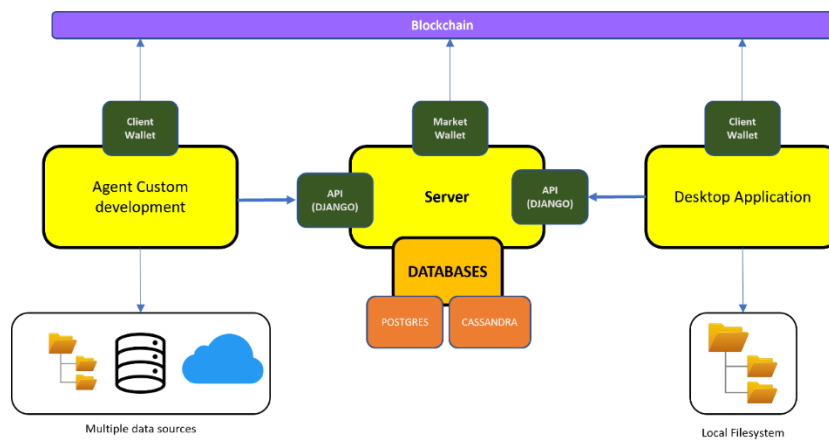 Blockchain
Client
Wallet
Market
Wallet
Client
Wallet
Agent Custom
development
API
(DJANGO)
Server
API
(DJANGO)
Desktop Application
DATABASES
POSTGRES
CASSANDRA
Multiple data sources
Local Filesystem